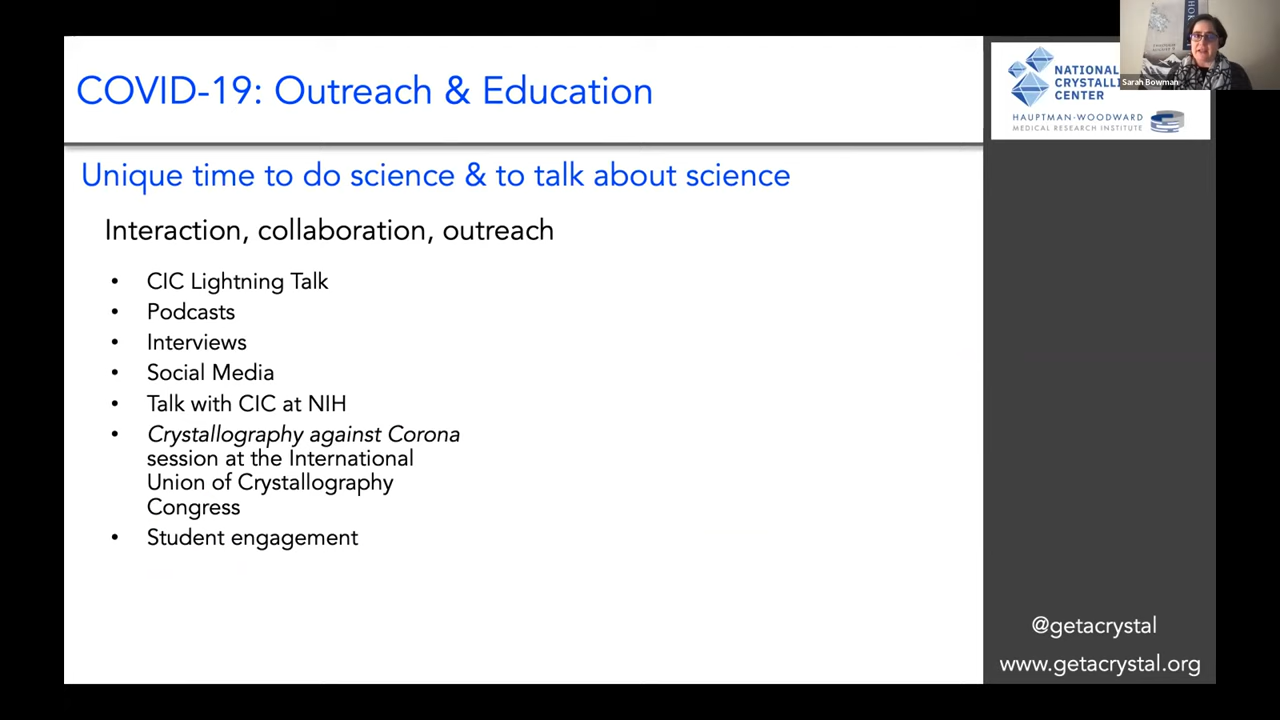 COVID-19: Outreach & Education
Unique time to do science & to talk about science
Interaction, collaboration, outreach
• CIC Lightning Talk
• Podcasts
• Interviews
• Social Media
• Talk with CIC at NIH
• Crystallography against Corona
session at the International
Union of Crystallography
Congress
• Student engagement
NATIONAL
CRYSTALLI
CENTER
HAUPTMAN-WOODWARD
MEDICAL RESEARCH INSTITUTE
Sarah Bowman
@getacrystal
www.getacrystal.org